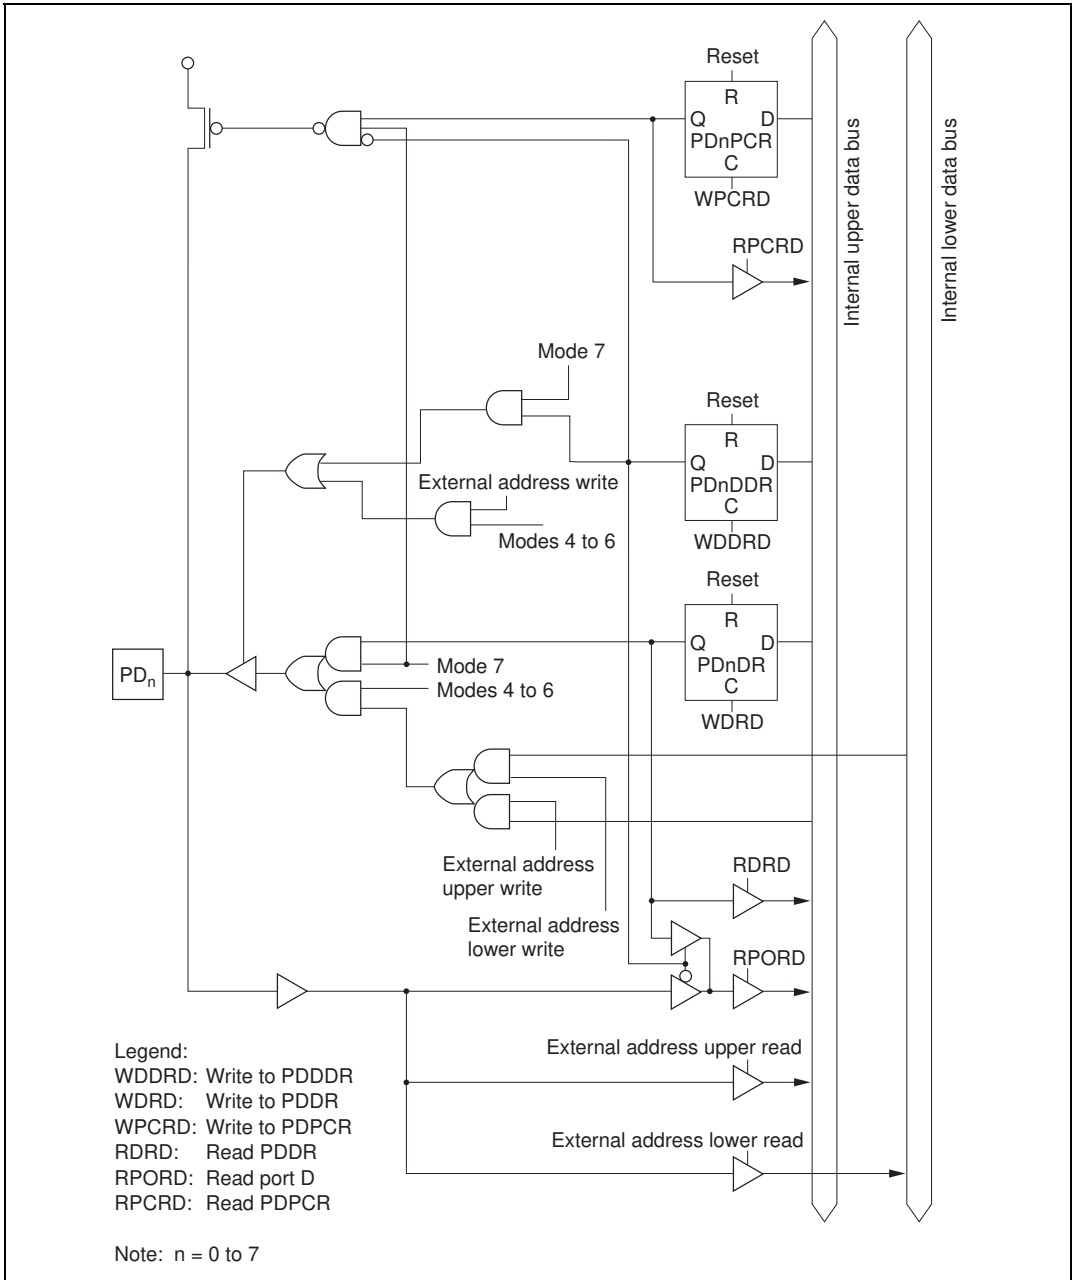 Reset
R
Q D
PDnPCR
C
WPCRD
Internal upper data bus
Internal lower data bus
RPCRD
Mode 7
Reset
R
Q D
PDnDDR
C
WDDRD
External address write
Modes 4 to 6
Reset
R
Q D
PDnDR
C
WDRD
PDn
Mode 7
Modes 4 to 6
External address
upper write
External address
lower write
RDRD
RPORD
External address upper read
External address lower read
Legend:
WDDRD: Write to PDDDR
WDRD: Write to PDDR
WPCRD: Write to PDPCR
RDRD: Read PDDR
RPORD: Read port D
RPCRD: Read PDPCR
Note: n = 0 to 7